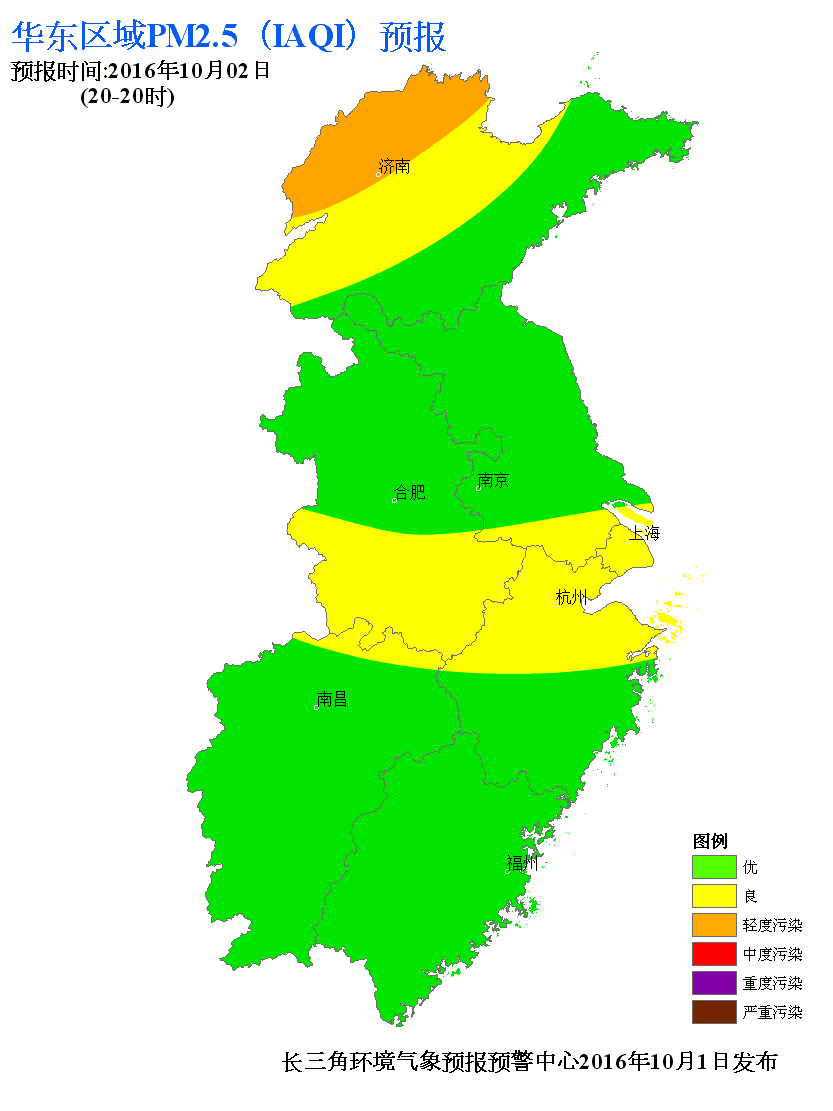 华东区域PM2.5（IAQI）预报
预报时间:2016年10月02日
(20-20时)
济南
南京
合肥
上海
杭州
南昌
福州
图例
优
良
轻度污染
中度污染
重度污染
严重污染
长三角环境气象预报预警中心2016年10月1日发布